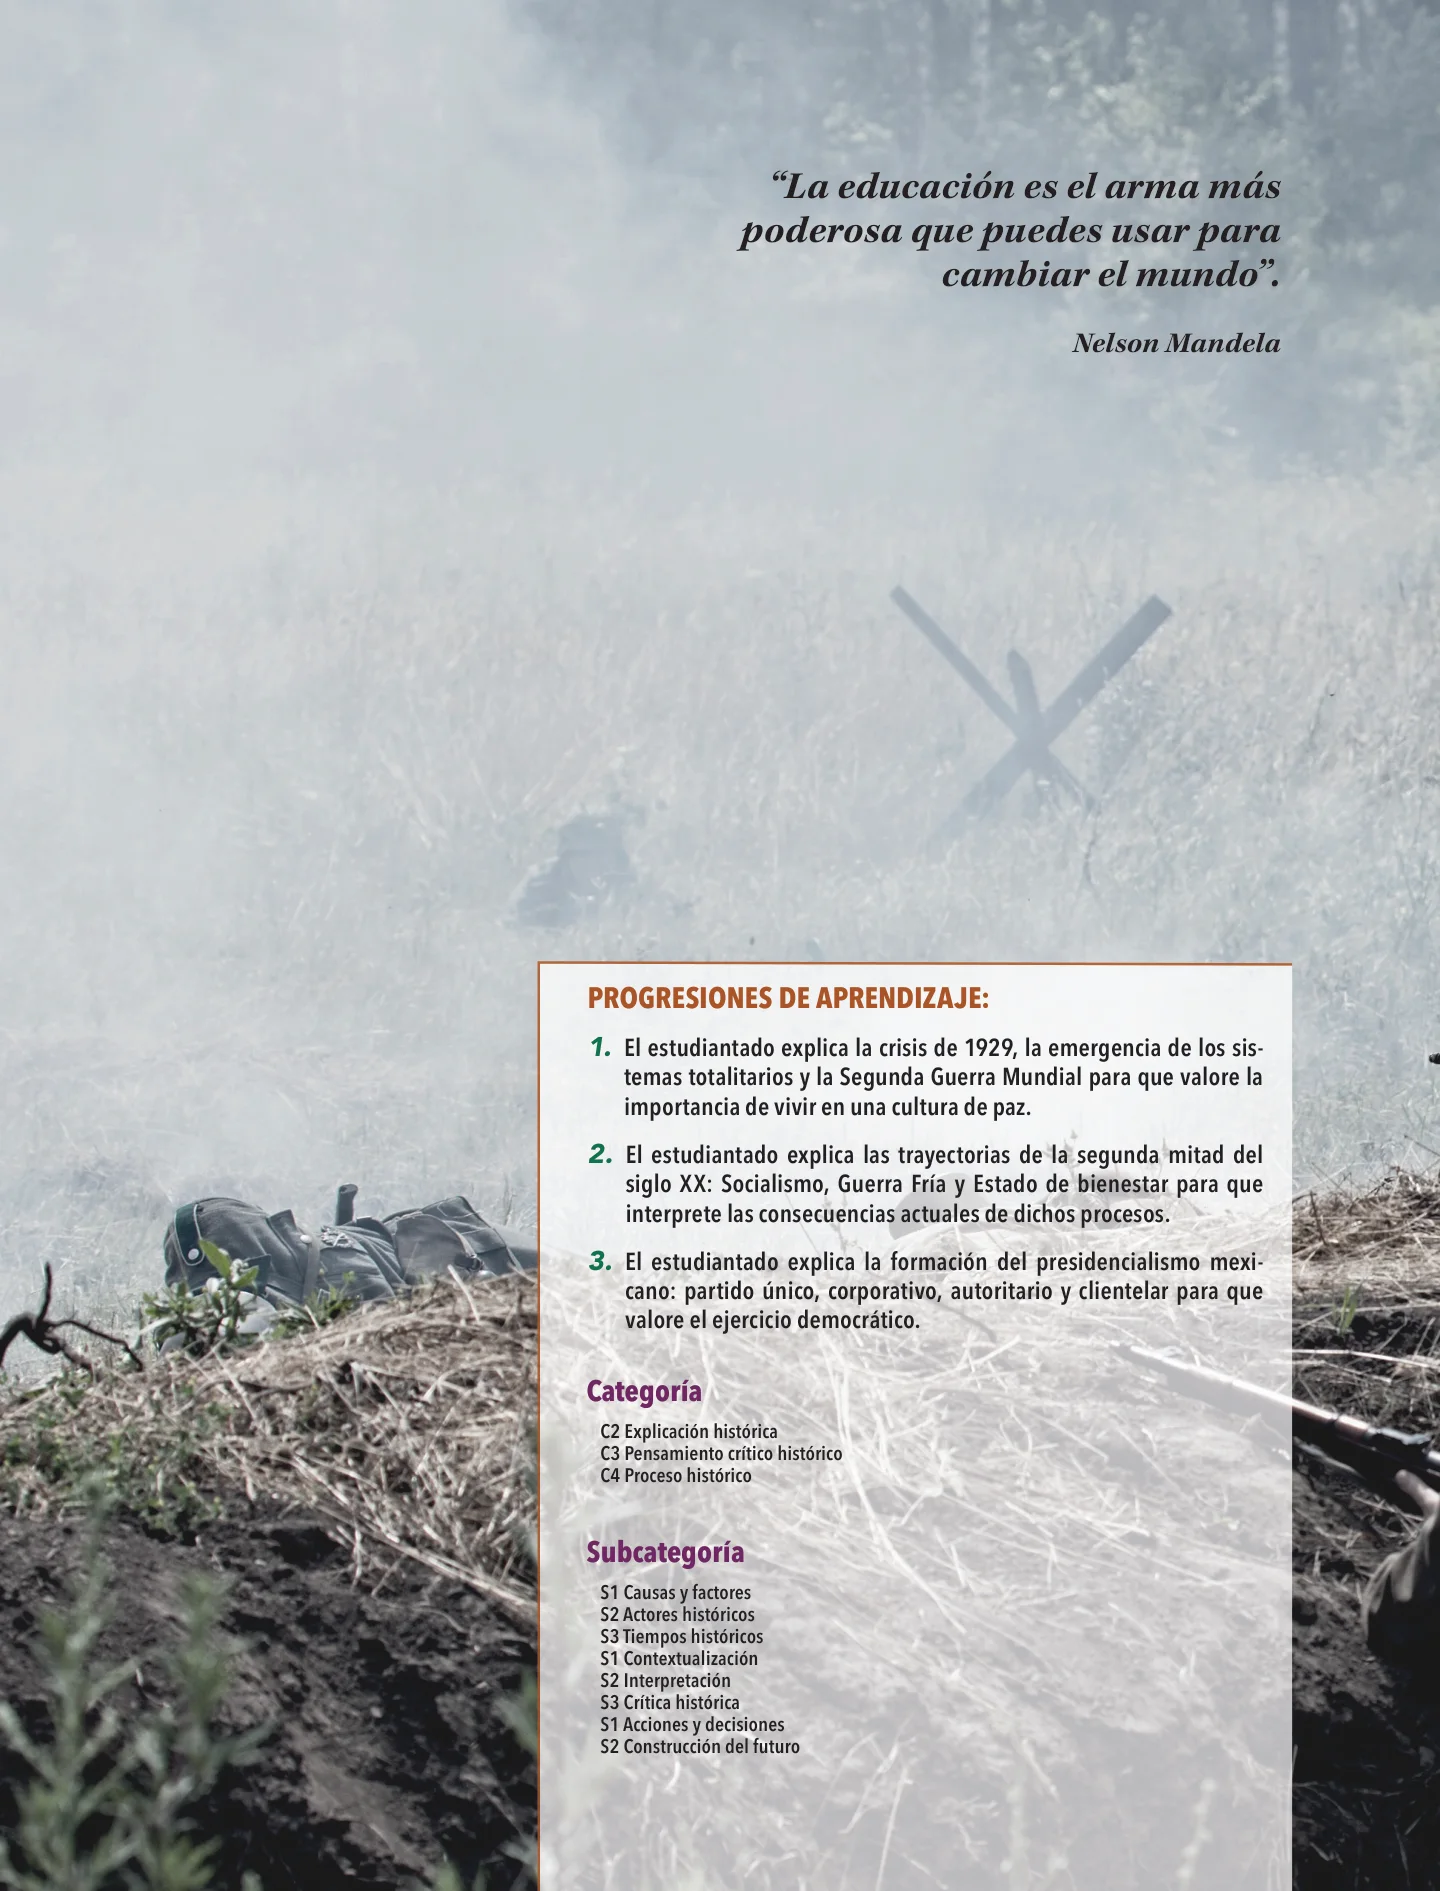 “La educación es el arma más
poderosa que puedes usar para
cambiar el mundo”.
Nelson Mandela
PROGRESIONES DE APRENDIZAJE:
1. El estudiantado explica la crisis de 1929, la emergencia de los sis-
temas totalitarios y la Segunda Guerra Mundial para que valore la
importancia de vivir en una cultura de paz.
2. El estudiantado explica las trayectorias de la segunda mitad del
siglo XX: Socialismo, Guerra Fría y Estado de bienestar para que
interprete las consecuencias actuales de dichos procesos.
3. El estudiantado explica la formación del presidencialismo mexi-
cano: partido único, corporativo, autoritario y clientelar para que
valore el ejercicio democrático.
Categoría
C2 Explicación histórica
C3 Pensamiento crítico histórico
C4 Proceso histórico
Subcategoría
S1 Causas y factores
S2 Actores históricos
S3 Tiempos históricos
S1 Contextualización
S2 Interpretación
S3 Crítica histórica
S1 Acciones y decisiones
S2 Construcción del futuro